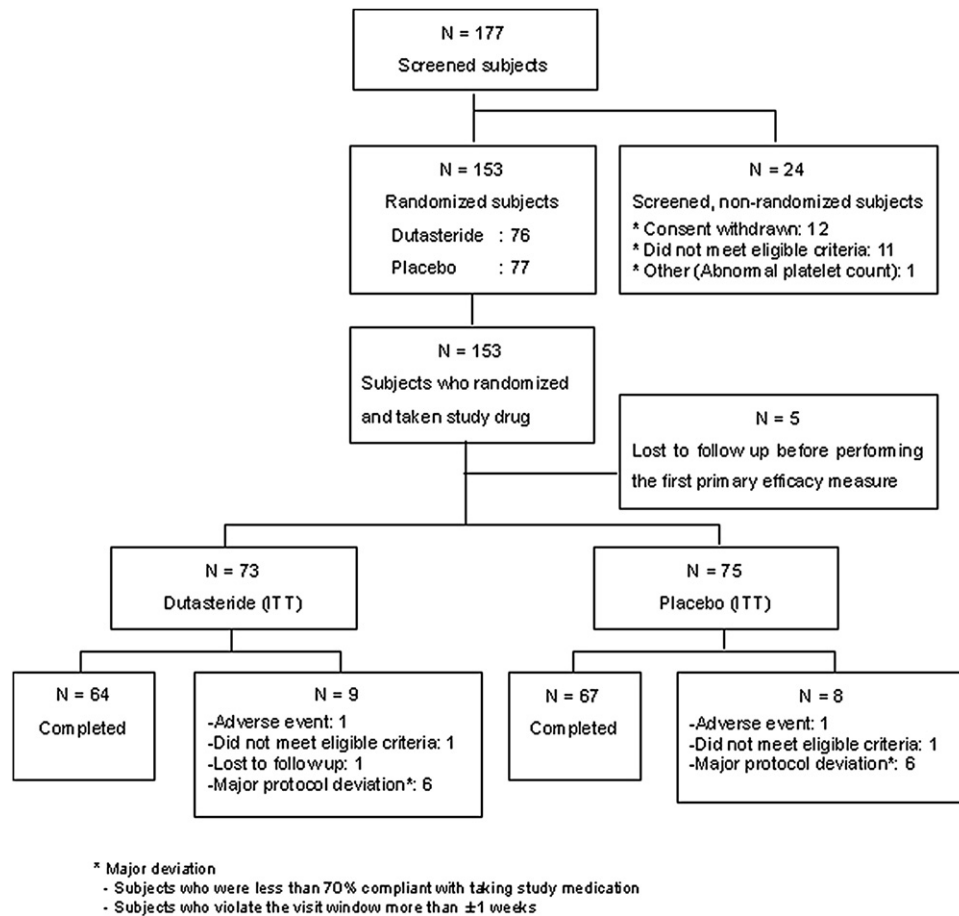 N = 177
Screened subjects
N = 153
Randomized subjects
Dutasteride : 76
Placebo : 77
N = 24
Screened, non-randomized subjects
* Consent withdrawn: 12
* Did not meet eligible criteria: 11
* Other (Abnormal platelet count): 1
N = 153
Subjects who randomized
and taken study drug
N = 5
Lost to follow up before performing
the first primary efficacy measure
N = 73
Dutasteride (ITT)
N = 75
Placebo (ITT)
N = 64
Completed
N = 9
-Adverse event: 1
-Did not meet eligible criteria: 1
-Lost to followup: 1
-Major protocol deviation*: 6
N = 67
Completed
N = 8
-Adverse event: 1
-Did not meet eligible criteria: 1
-Major protocol deviation*: 6
* Major deviation
- Subjects who were less than 70% compliant with taking study medication
- Subjects who violate the visit window more than ±1 weeks